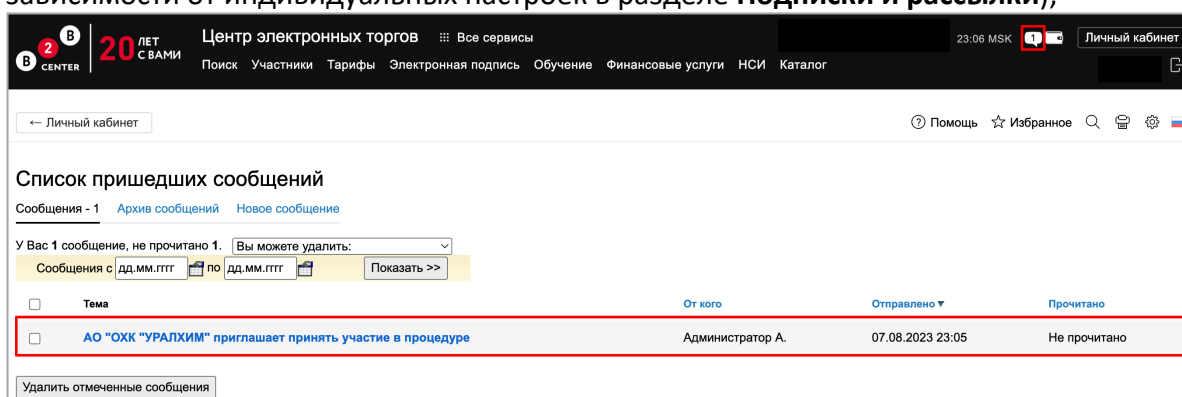 зависимости от индивидуальных настроек в разделе Подписки и рассылки);
B 2 B CENTER 20 ЛЕТ С ВАМИ Центр электронных торгов Все сервисы 23:06 MSK 1 Личный кабинет
Поиск Участники Тарифы Электронная подпись Обучение Финансовые услуги НСИ Каталог
← Личный кабинет ? Помощь Избранное
Список пришедших сообщений
Сообщения - 1 Архив сообщений Новое сообщение
У Вас 1 сообщение, не прочитано 1. Вы можете удалить:
Сообщения с дд.мм.гггг по дд.мм.гггг Показать >>
Тема От кого Отправлено ▼ Прочитано
АО "ОХК "УРАЛХИМ" приглашает принять участие в процедуре Администратор А. 07.08.2023 23:05 Не прочитано
Удалить отмеченные сообщения